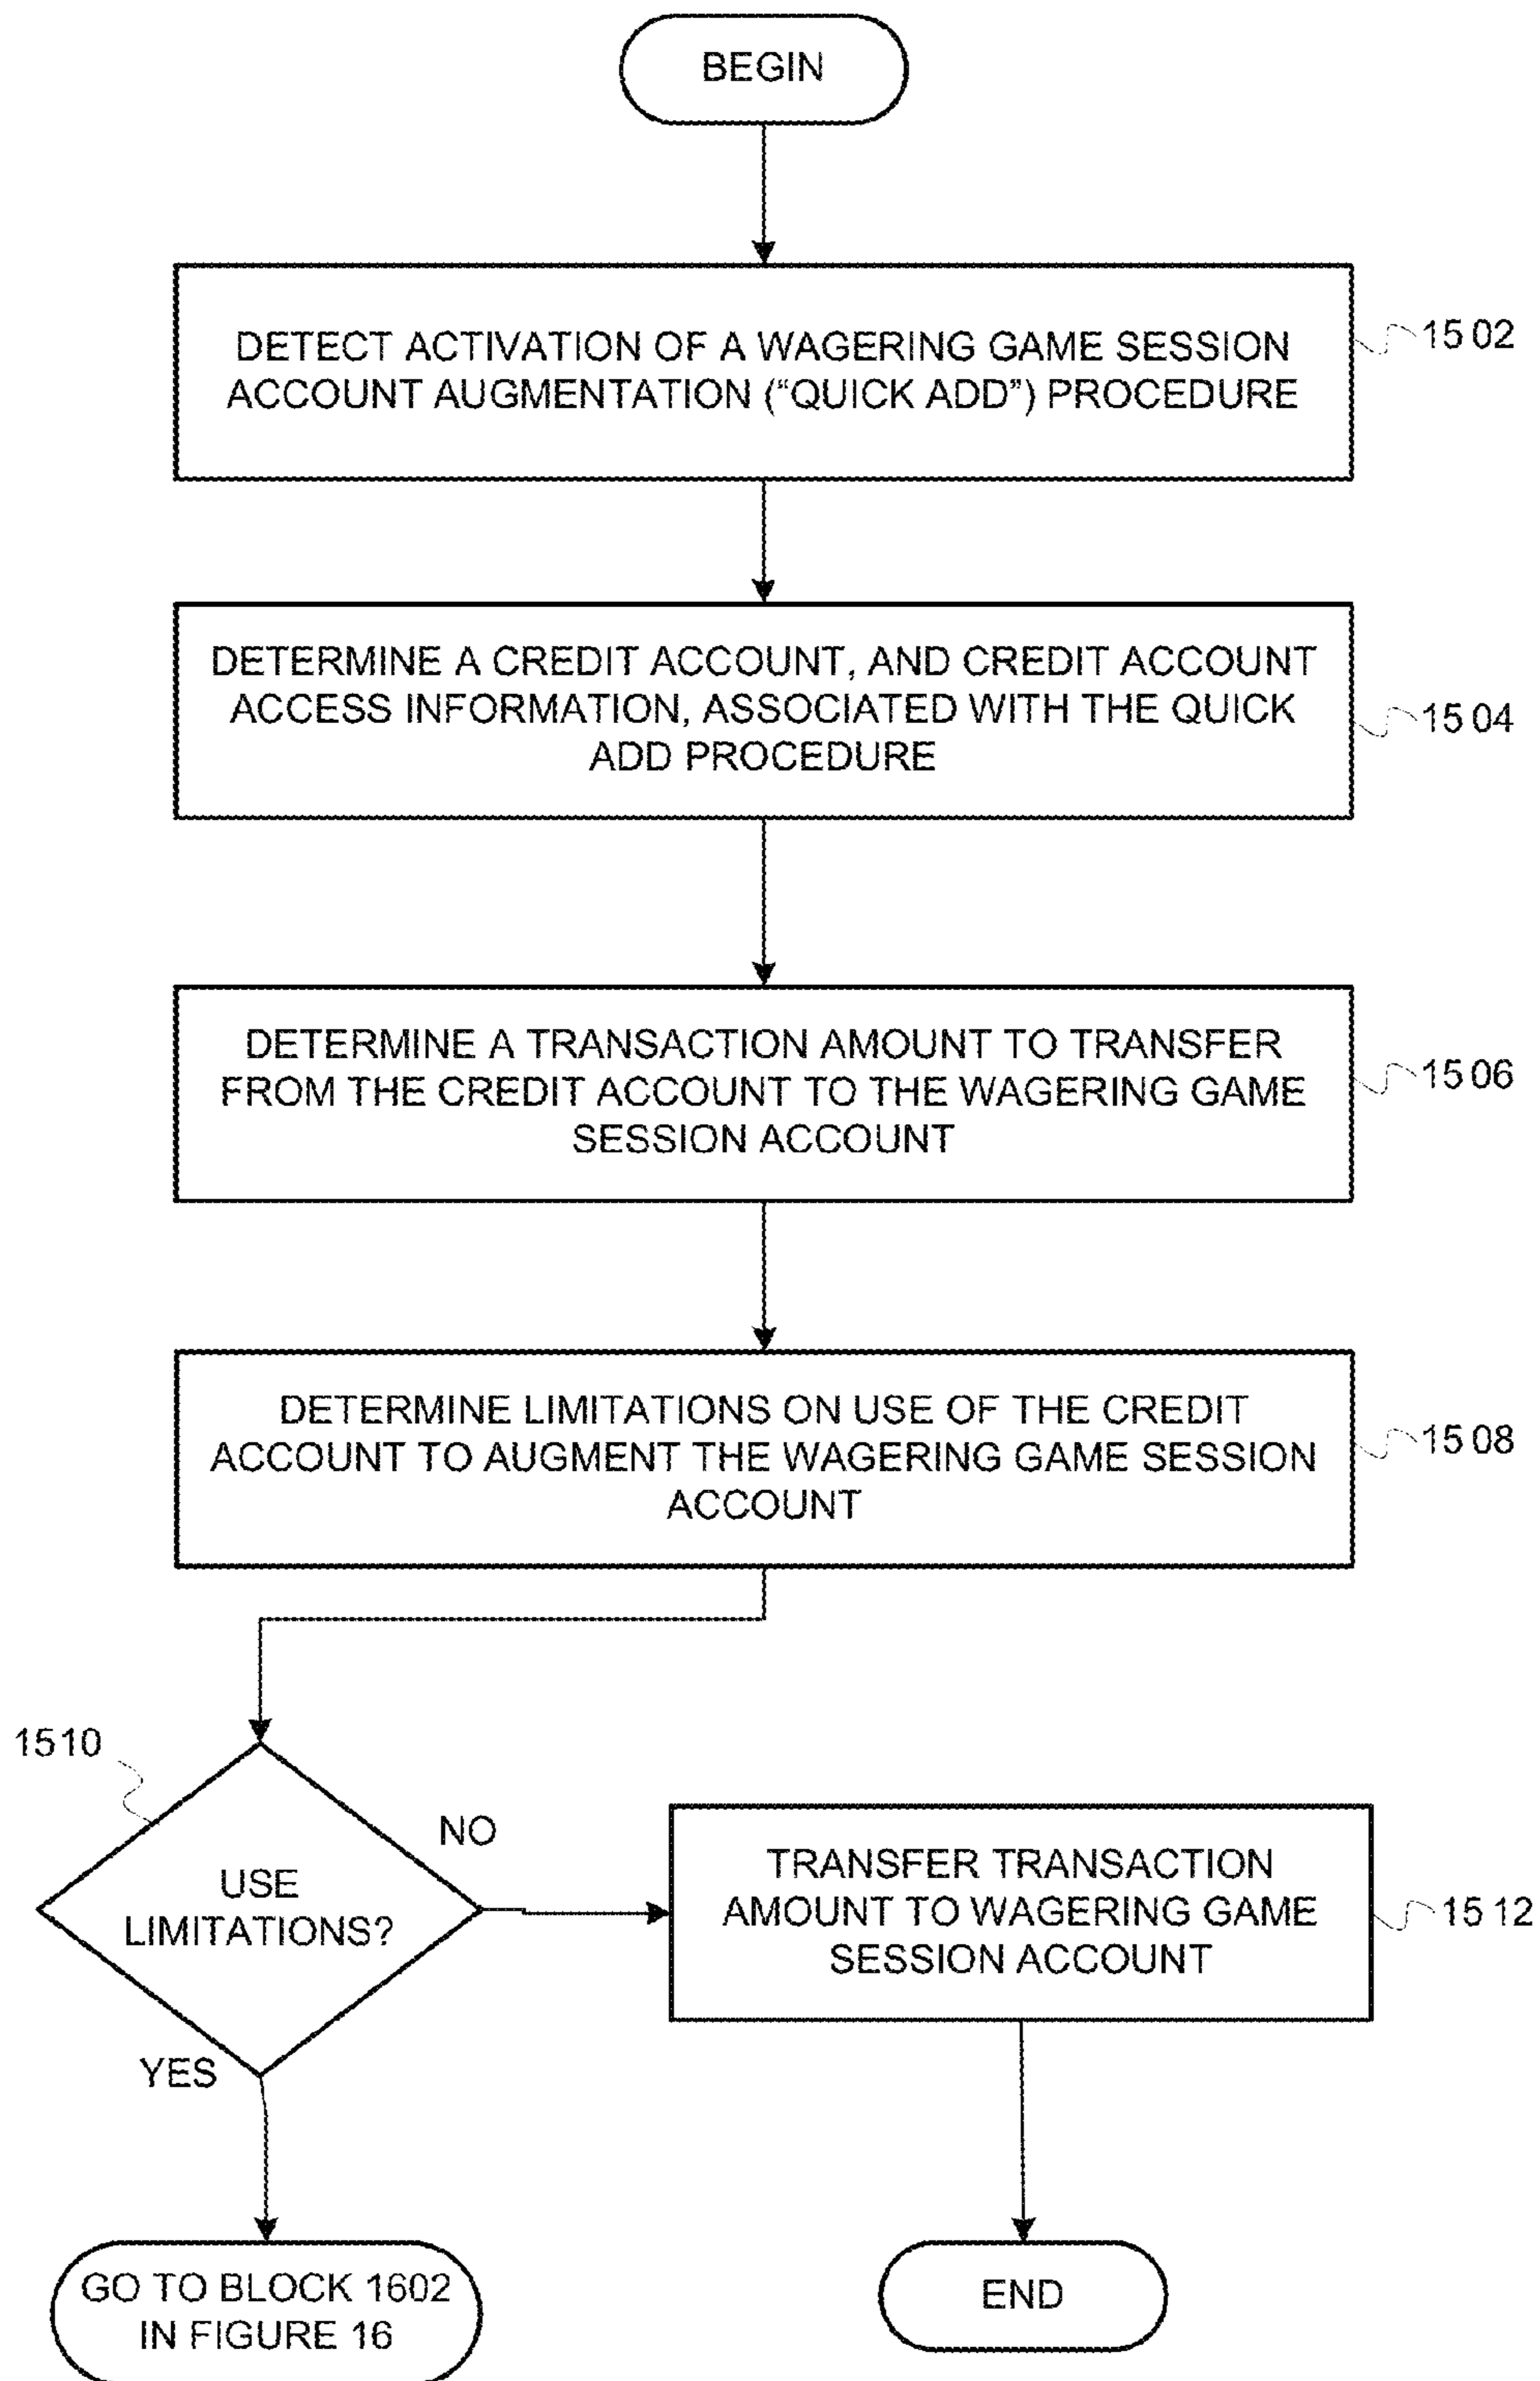 BEGIN
DETECT ACTIVATION OF A WAGERING GAME SESSION
ACCOUNT AUGMENTATION (“QUICK ADD”) PROCEDURE
1502
DETERMINE A CREDIT ACCOUNT, AND CREDIT ACCOUNT
ACCESS INFORMATION, ASSOCIATED WITH THE QUICK
ADD PROCEDURE
1504
DETERMINE A TRANSACTION AMOUNT TO TRANSFER
FROM THE CREDIT ACCOUNT TO THE WAGERING GAME
SESSION ACCOUNT
1506
DETERMINE LIMITATIONS ON USE OF THE CREDIT
ACCOUNT TO AUGMENT THE WAGERING GAME SESSION
ACCOUNT
1508
1510
USE
LIMITATIONS?
NO
YES
TRANSFER TRANSACTION
AMOUNT TO WAGERING GAME
SESSION ACCOUNT
1512
GO TO BLOCK 1602
IN FIGURE 16
END